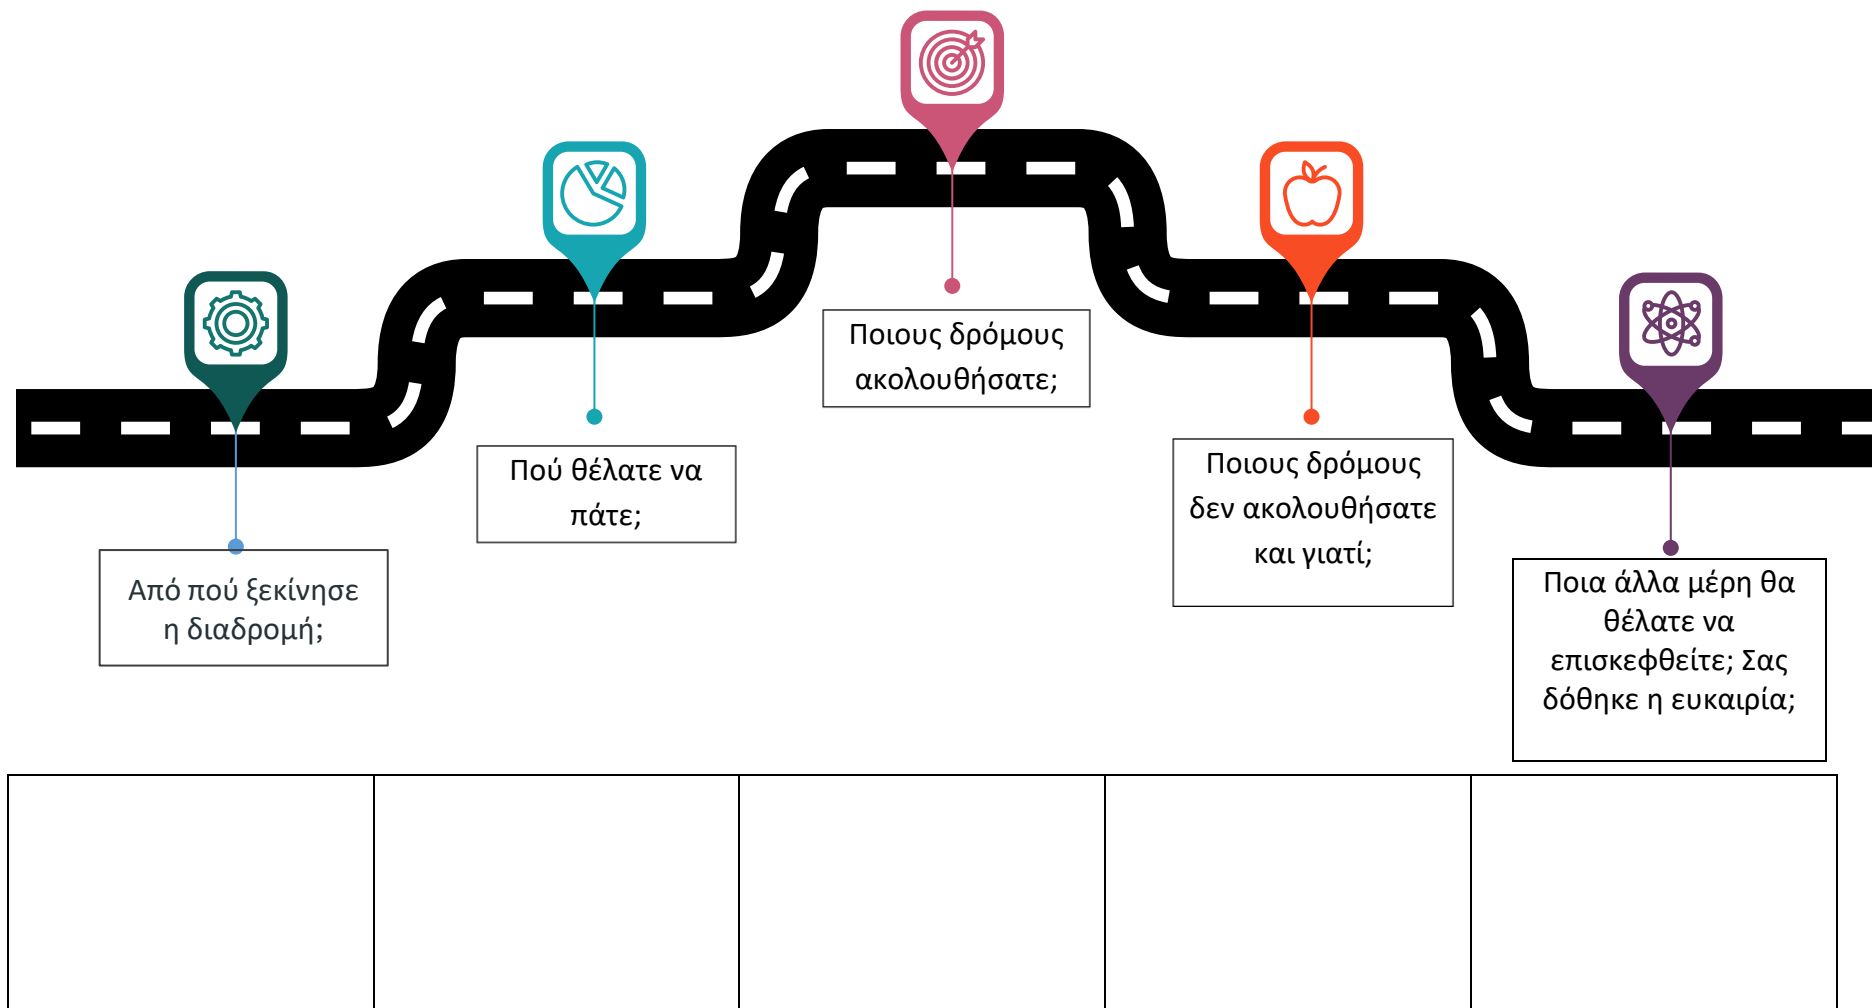 Από πού ξεκίνησε
η διαδρομή;
Πού θέλατε να
πάτε;
Ποιους δρόμους
ακολουθήσατε;
Ποιους δρόμους
δεν ακολουθήσατε
και γιατί;
Ποια άλλα μέρη θα
θέλατε να
επισκεφθείτε; Σας
δόθηκε η ευκαιρία;